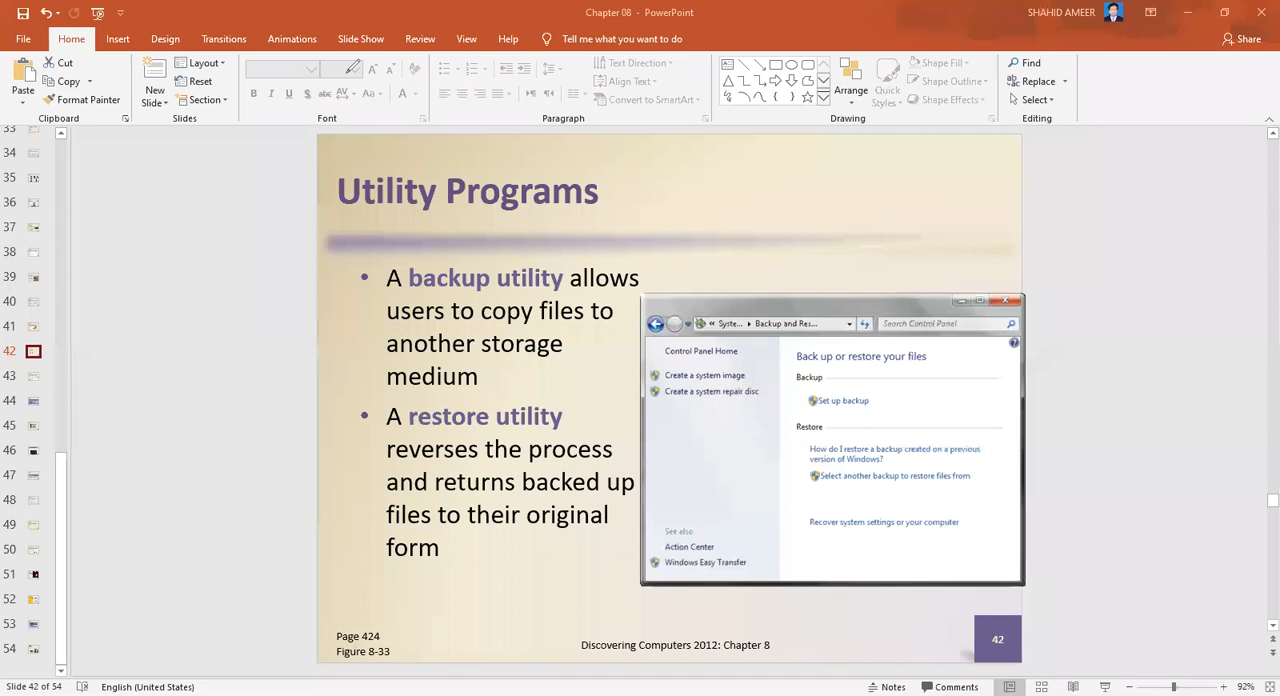 Chapter 08 - PowerPoint
SHAHID AMEER
File Home Insert Design Transitions Animations Slide Show Review View Help Tell me what you want to do Share
Paste
Cut
Copy
Format Painter
Clipboard
New
Slide
Layout
Reset
Section
Slides
B I U S abc AV Aa A
Font
Text Direction
Align Text
Convert to SmartArt
Paragraph
Arrange
Quick
Styles
Shape Fill
Shape Outline
Shape Effects
Drawing
Find
Replace
Select
Editing
33
34
35
36
37
38
39
40
41
42
43
44
45
46
47
48
49
50
51
52
53
54
Utility Programs
• A backup utility allows
users to copy files to
another storage
medium
• A restore utility
reverses the process
and returns backed up
files to their original
form
« Syste... ▸ Backup and Res...
Search Control Panel
Control Panel Home
Create a system image
Create a system repair disc
See also
Action Center
Windows Easy Transfer
Back up or restore your files
Backup
Set up backup
Restore
How do I restore a backup created on a previous
version of Windows?
Select another backup to restore files from
Recover system settings or your computer
Page 424
Figure 8-33
Discovering Computers 2012: Chapter 8
42
Slide 42 of 54 English (United States) Notes Comments 92%